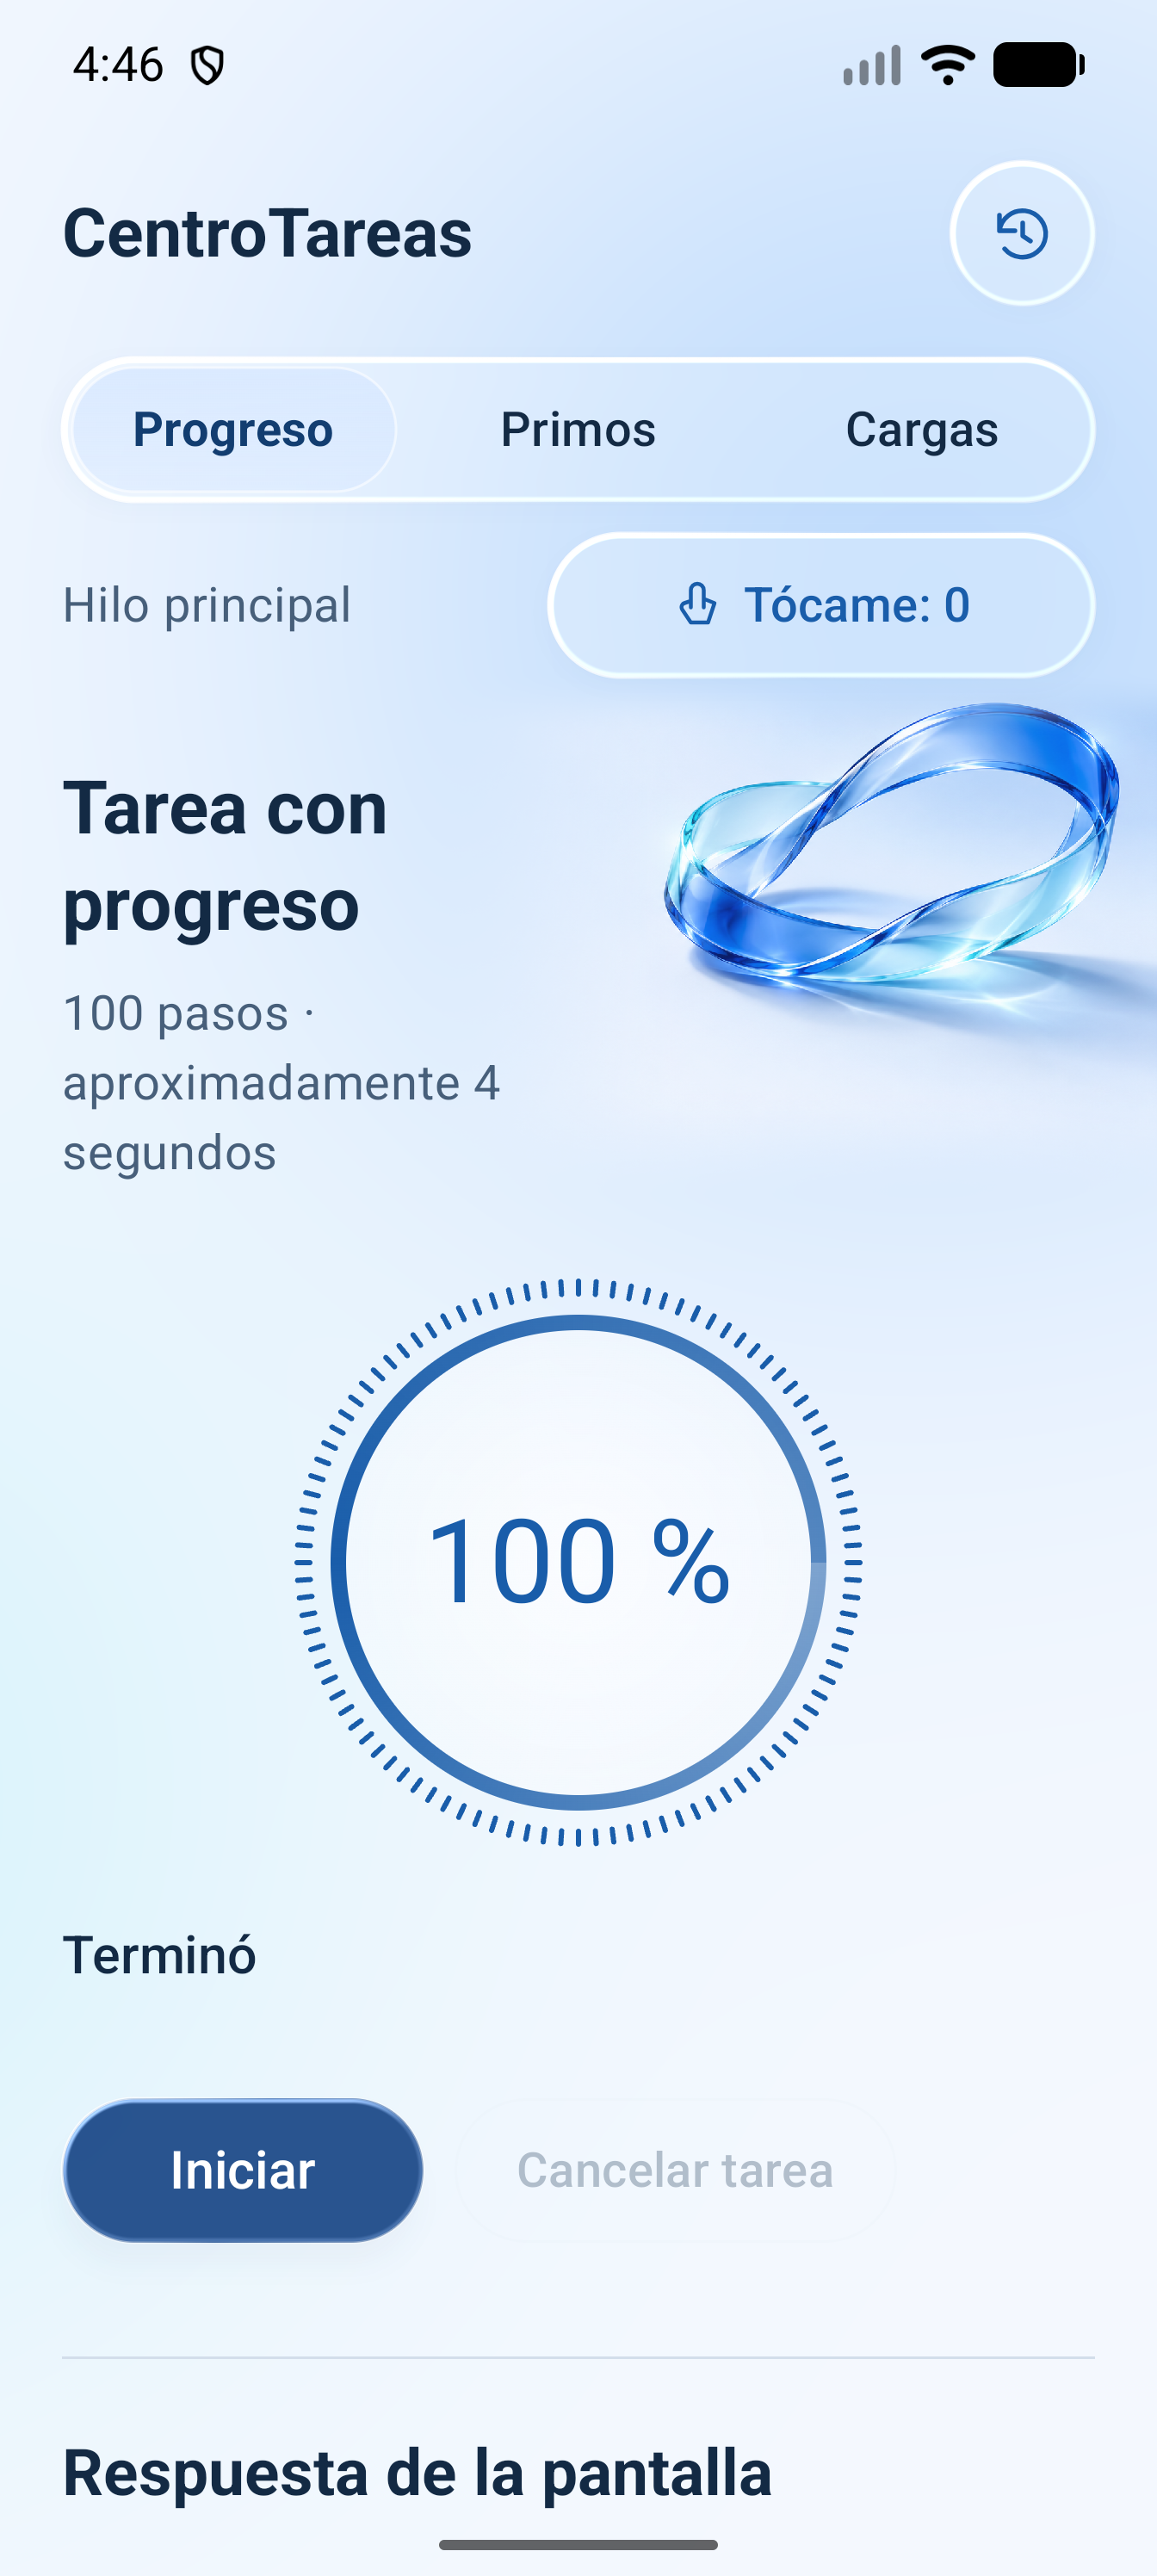 4:46
CentroTareas
Progreso
Primos
Cargas
Hilo principal
Tócame: 0
Tarea con
progreso
100 pasos ·
aproximadamente 4
segundos
100 %
Terminó
Iniciar
Cancelar tarea
Respuesta de la pantalla